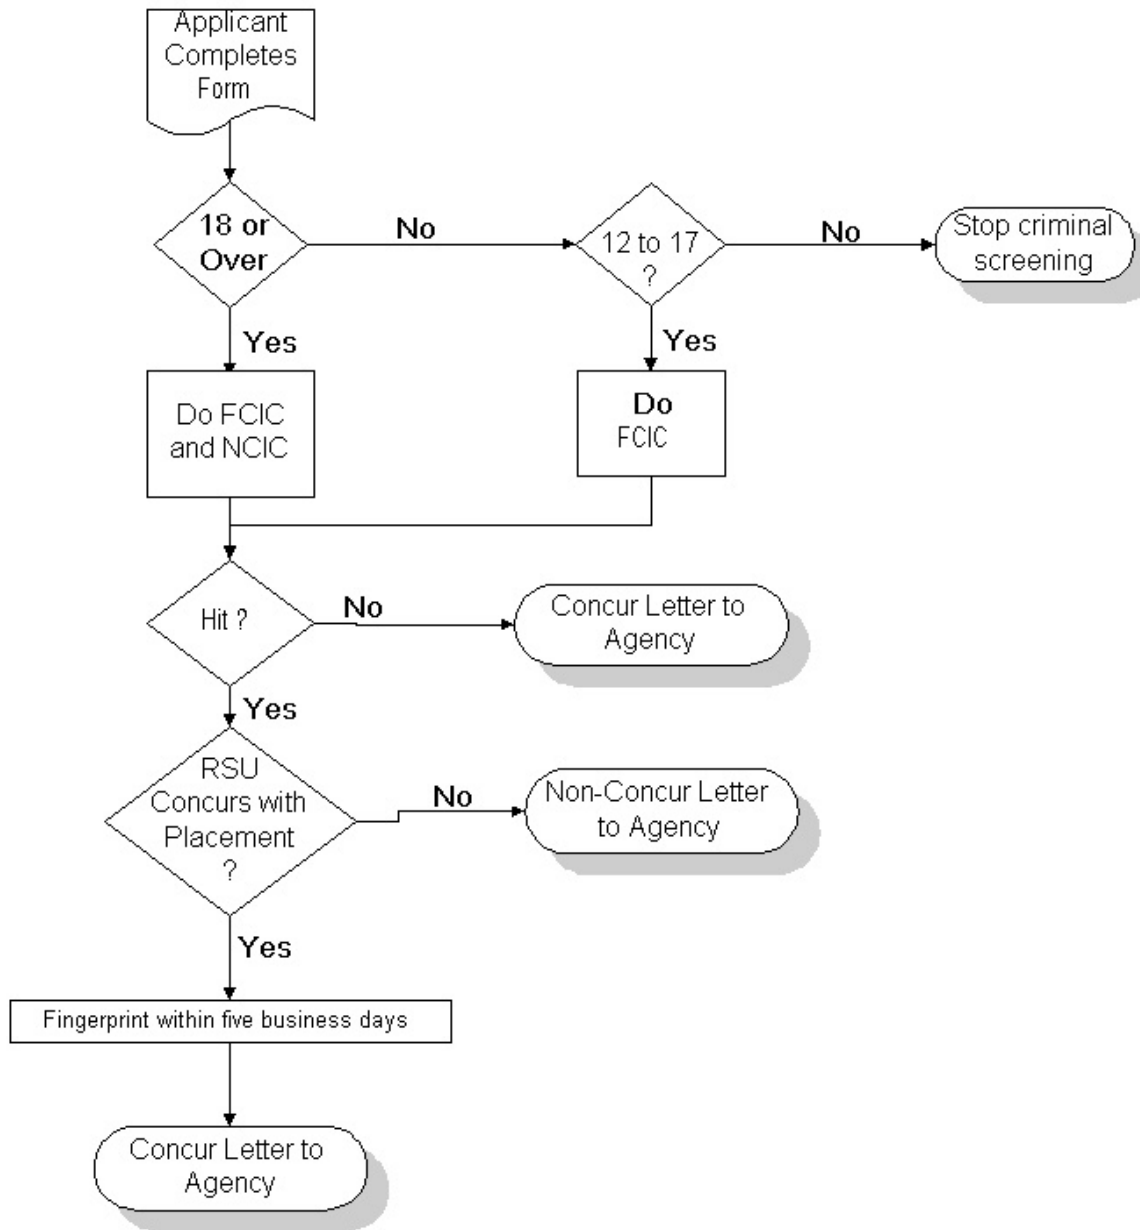 Applicant
Completes
Form
18 or
Over
No
12 to 17
?
No
Stop criminal
screening
Yes
Yes
Do FCIC
and NCIC
Do
FCIC
Hit ?
No
Concur Letter to
Agency
Yes
RSU
Concurs with
Placement
?
No
Non-Concur Letter
to Agency
Yes
Fingerprint within five business days
Concur Letter to
Agency